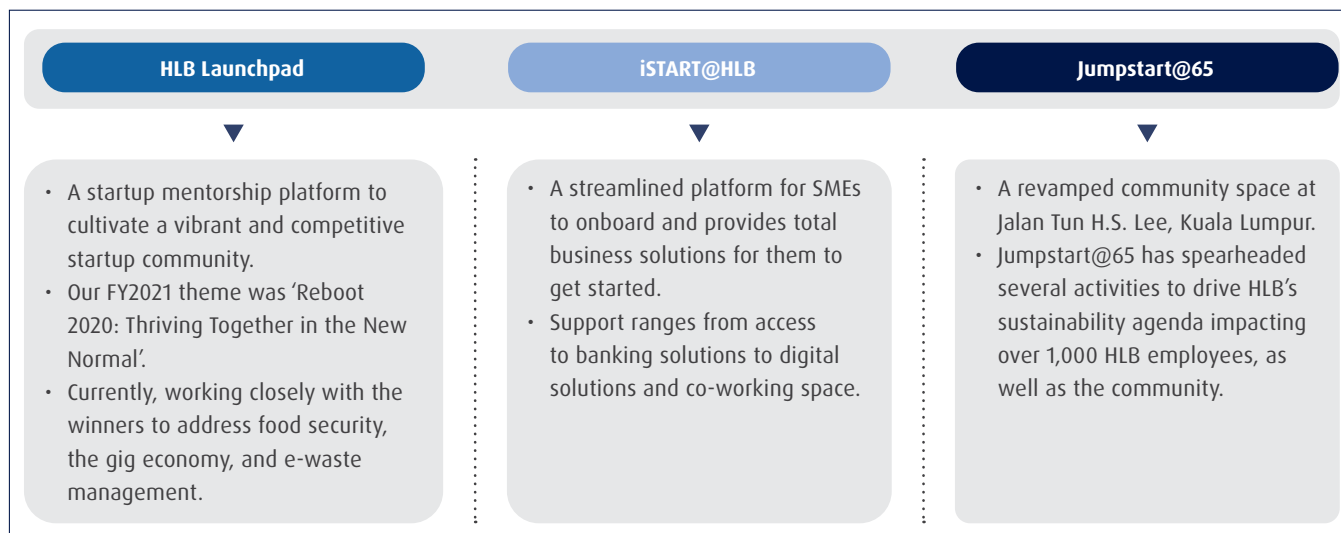 HLB Launchpad
iSTART@HLB
Jumpstart@65
• A startup mentorship platform to
cultivate a vibrant and competitive
startup community.
• Our FY2021 theme was ‘Reboot
2020: Thriving Together in the New
Normal’.
• Currently, working closely with the
winners to address food security,
the gig economy, and e-waste
management.
• A streamlined platform for SMEs
to onboard and provides total
business solutions for them to
get started.
• Support ranges from access
to banking solutions to digital
solutions and co-working space.
• A revamped community space at
Jalan Tun H.S. Lee, Kuala Lumpur.
• Jumpstart@65 has spearheaded
several activities to drive HLB’s
sustainability agenda impacting
over 1,000 HLB employees, as
well as the community.